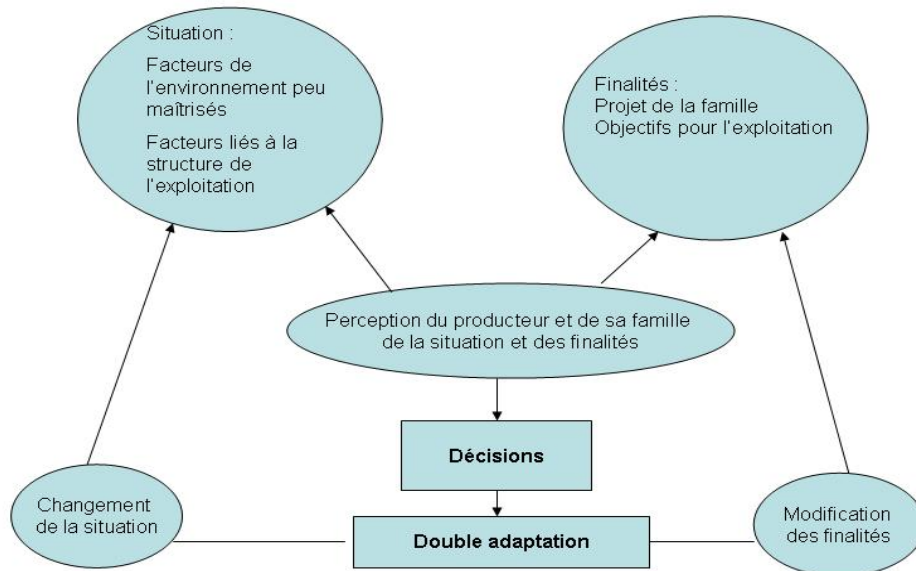 Situation :
Facteurs de
l'environnement peu
maîtrisés
Facteurs liés à la
structure de
l'exploitation
Finalités :
Projet de la famille
Objectifs pour l'exploitation
Perception du producteur et de sa famille
de la situation et des finalités
Décisions
Changement
de la situation
Double adaptation
Modification
des finalités